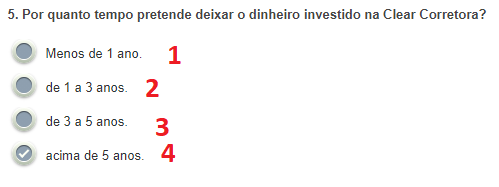 5. Por quanto tempo pretende deixar o dinheiro investido na Clear Corretora?
Menos de 1 ano. 1
de 1 a 3 anos. 2
de 3 a 5 anos. 3
acima de 5 anos. 4